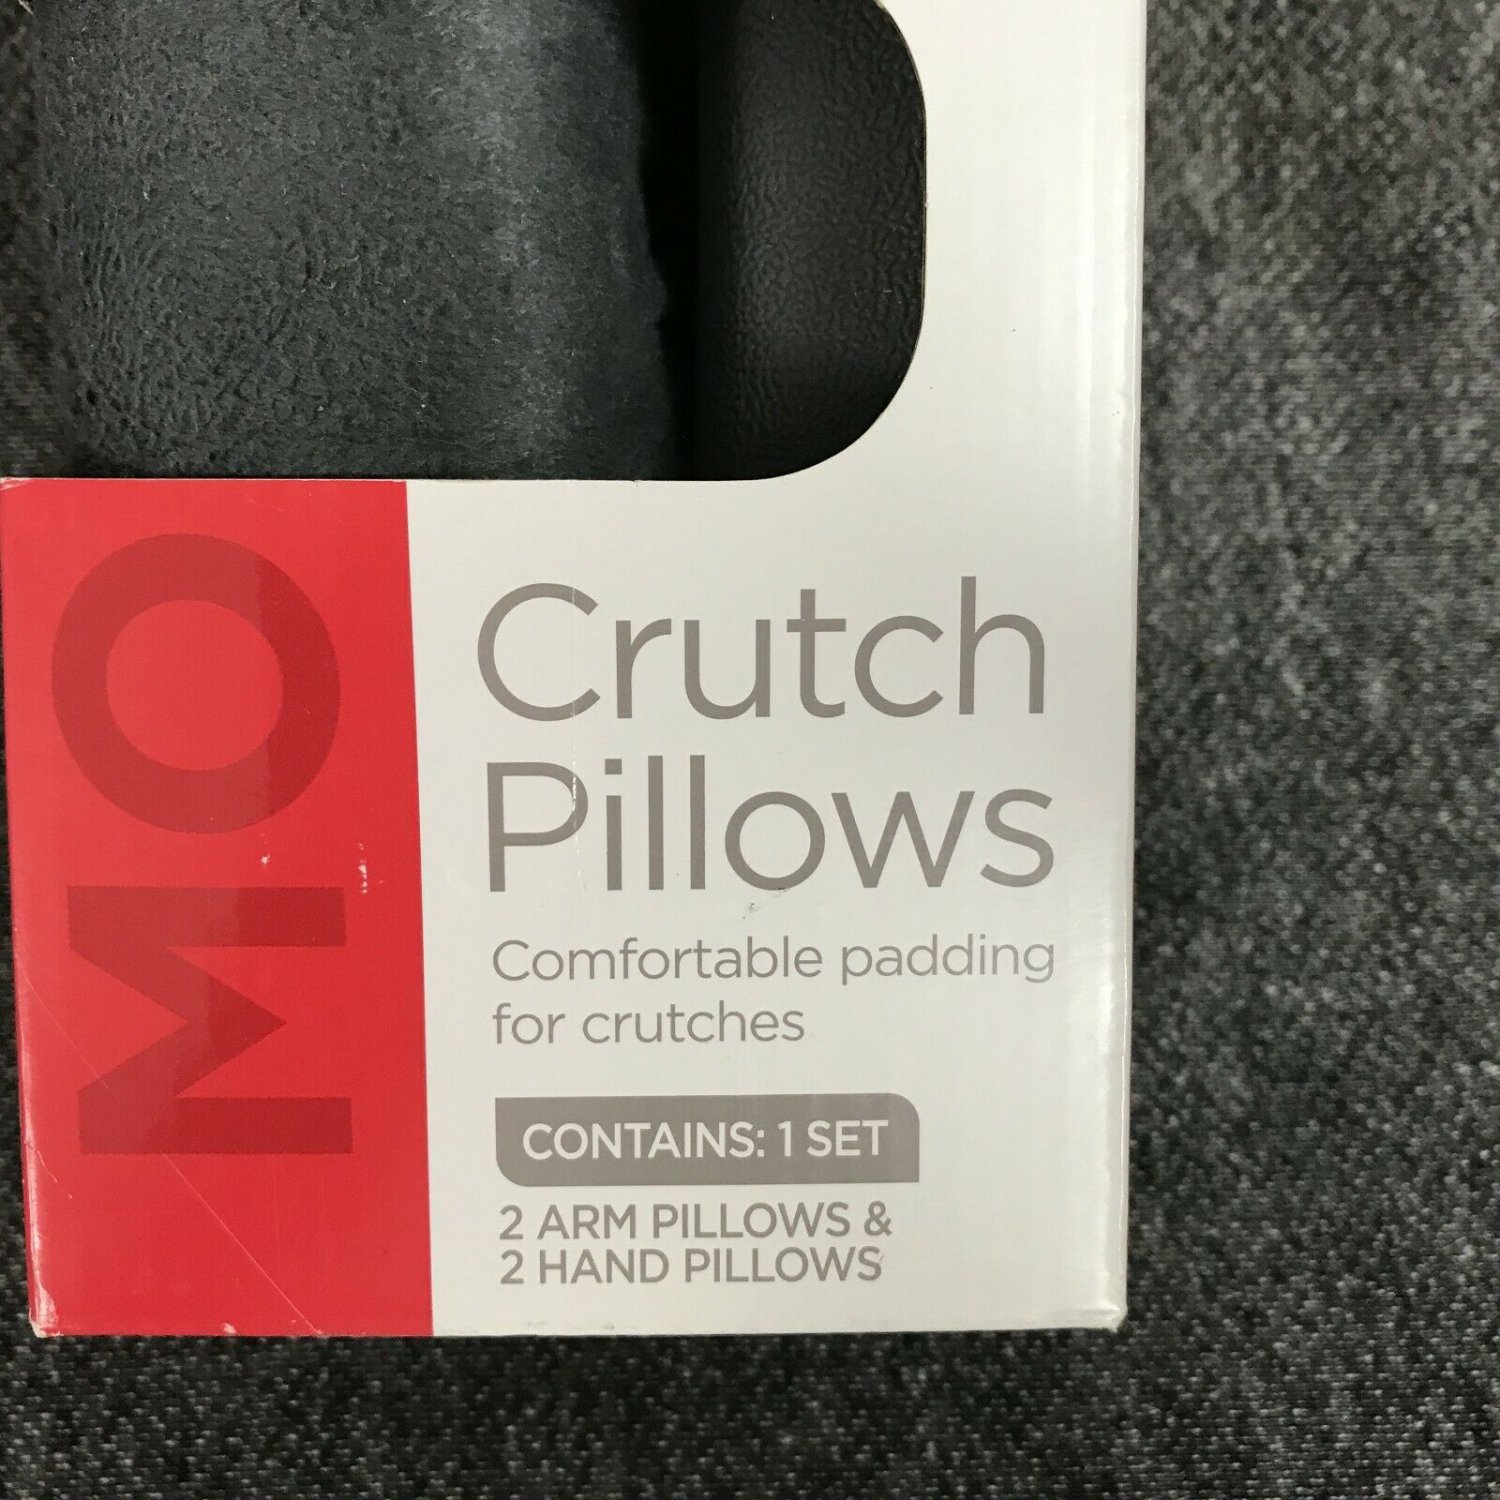 MO
Crutch
Pillows
Comfortable padding
for crutches
CONTAINS: 1 SET
2 ARM PILLOWS &
2 HAND PILLOWS